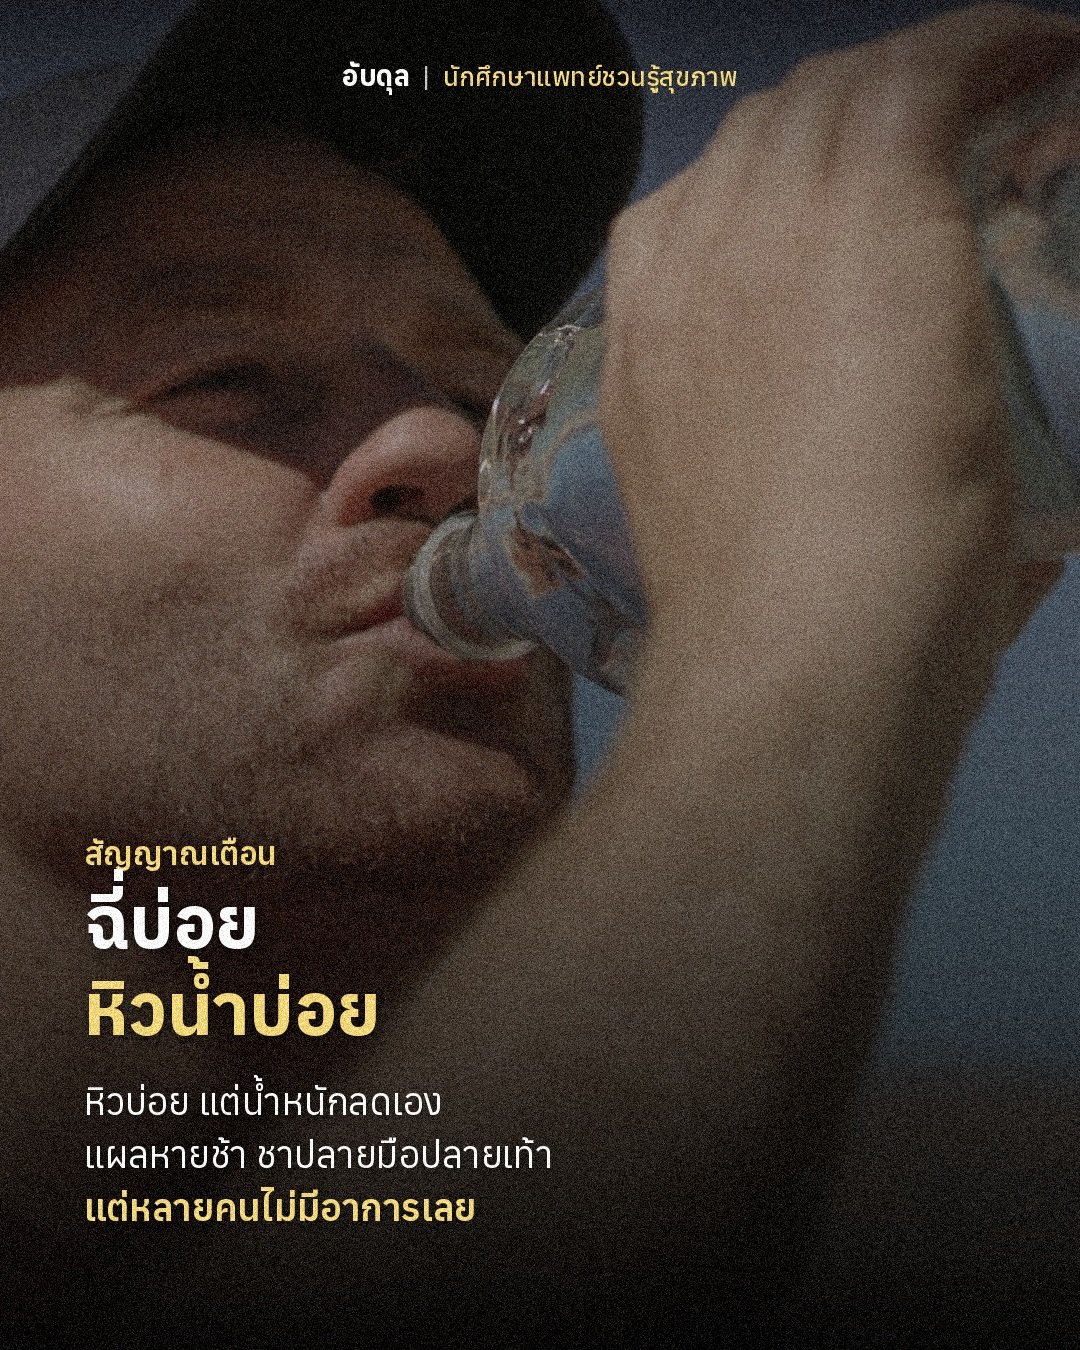 อับดุล | นักศึกษาแพทย์ชวนรู้สุขภาพ
สัญญาณเตือน
ฉี่บ่อย
หิวน้ำบ่อย
หิวบ่อย แต่น้ำหนักลดเอง
แผลหายช้า ชาปลายมือปลายเท้า
แต่หลายคนไม่มีอาการเลย